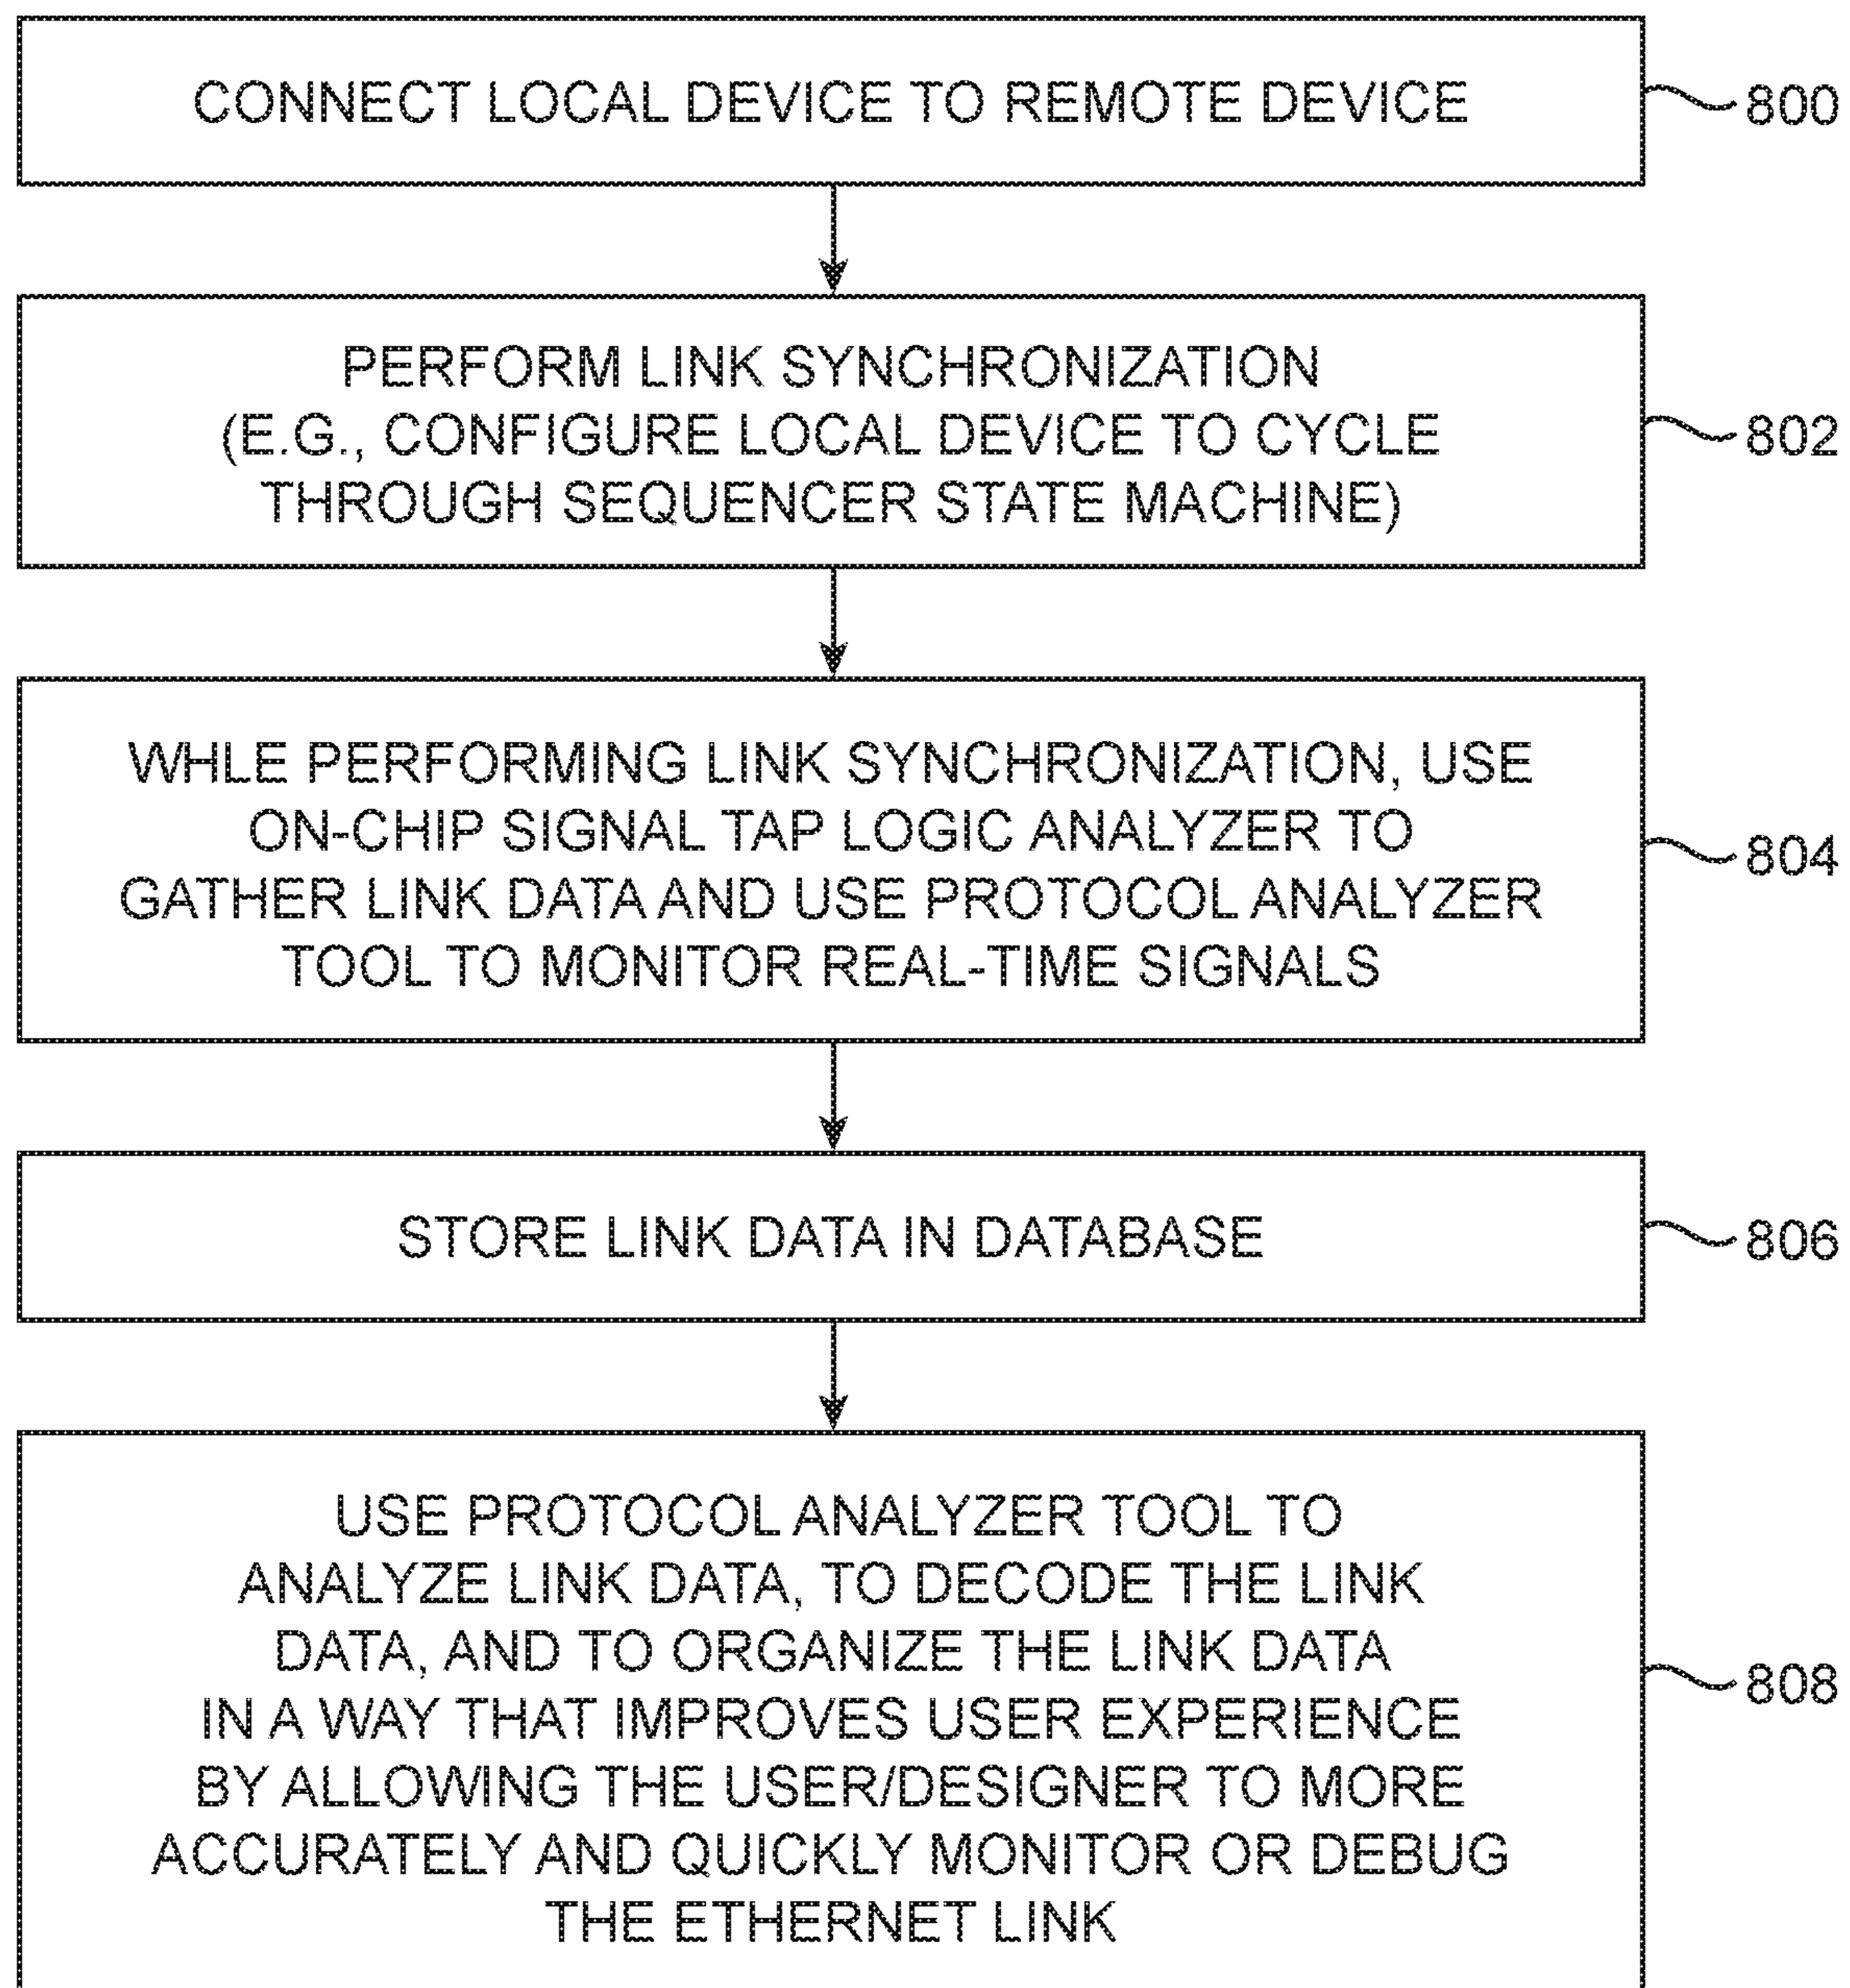 CONNECT LOCAL DEVICE TO REMOTE DEVICE
800
PERFORM LINK SYNCHRONIZATION
(E.G., CONFIGURE LOCAL DEVICE TO CYCLE
THROUGH SEQUENCER STATE MACHINE)
802
WHLE PERFORMING LINK SYNCHRONIZATION, USE
ON-CHIP SIGNAL TAP LOGIC ANALYZER TO
GATHER LINK DATA AND USE PROTOCOL ANALYZER
TOOL TO MONITOR REAL-TIME SIGNALS
804
STORE LINK DATA IN DATABASE
806
USE PROTOCOL ANALYZER TOOL TO
ANALYZE LINK DATA, TO DECODE THE LINK
DATA, AND TO ORGANIZE THE LINK DATA
IN A WAY THAT IMPROVES USER EXPERIENCE
BY ALLOWING THE USER/DESIGNER TO MORE
ACCURATELY AND QUICKLY MONITOR OR DEBUG
THE ETHERNET LINK
808